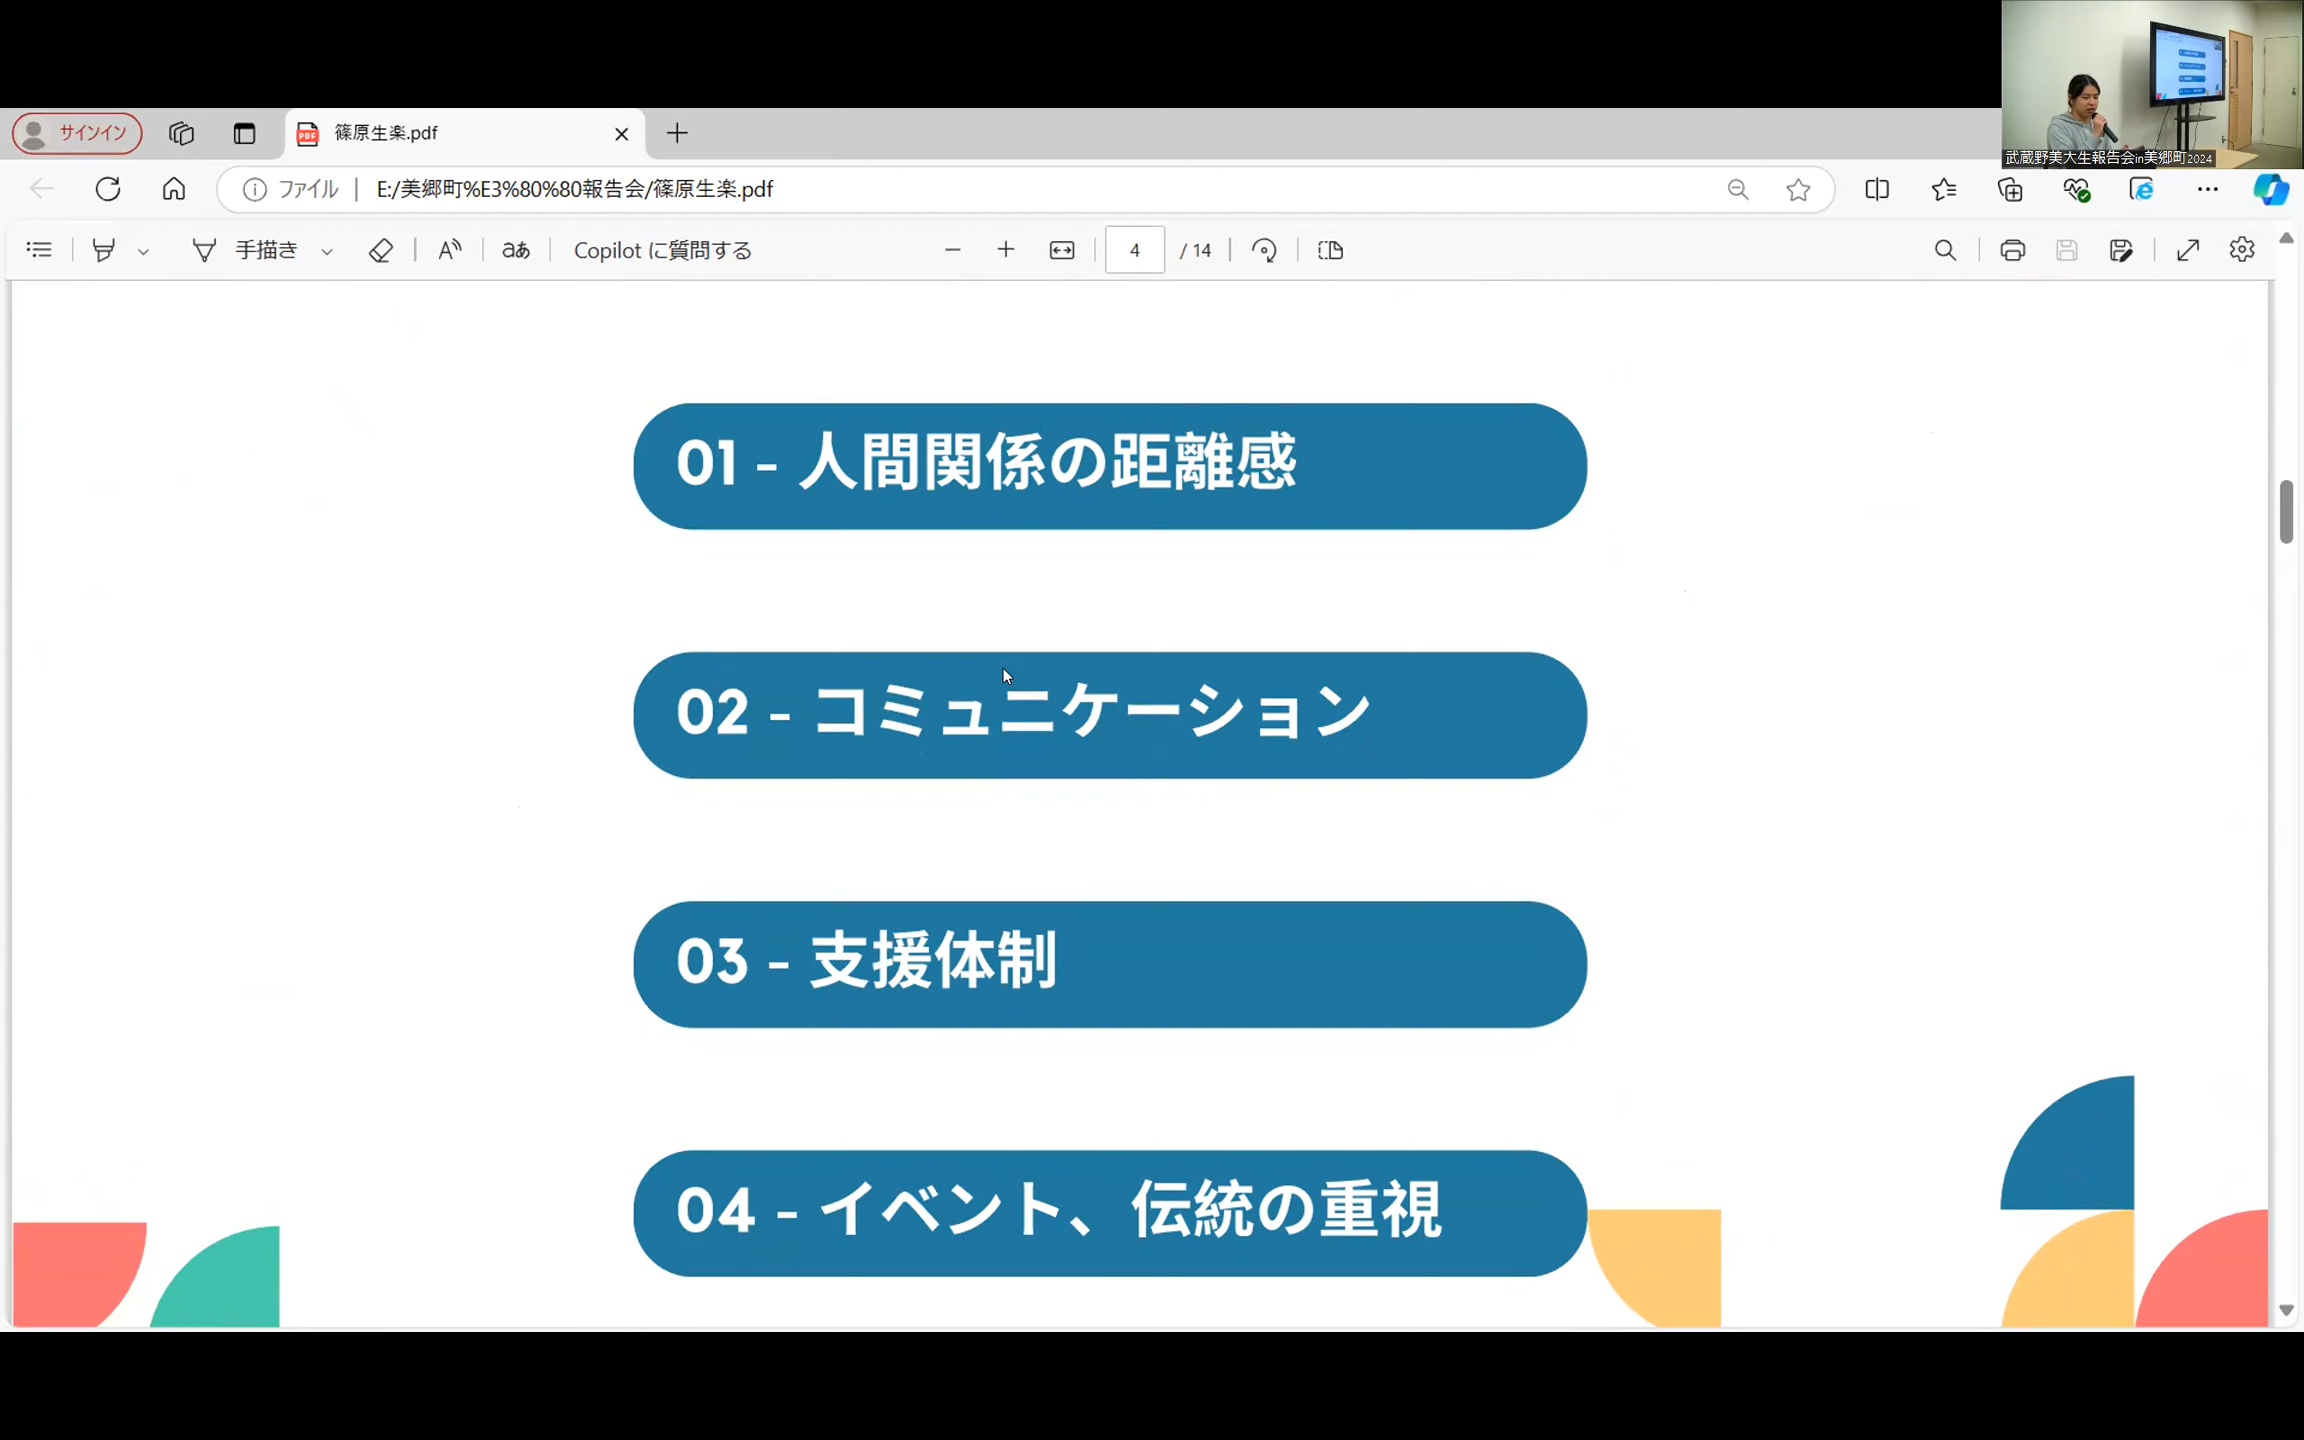 武蔵野美大生報告会in美郷町2024
サインイン
篠原生楽.pdf
ファイル
E:/美郷町%E3%80%80報告会/篠原生楽.pdf
手描き
aあ
Copilot に質問する
4 / 14
01 - 人間関係の距離感
02 - コミュニケーション
03 - 支援体制
04 - イベント、伝統の重視